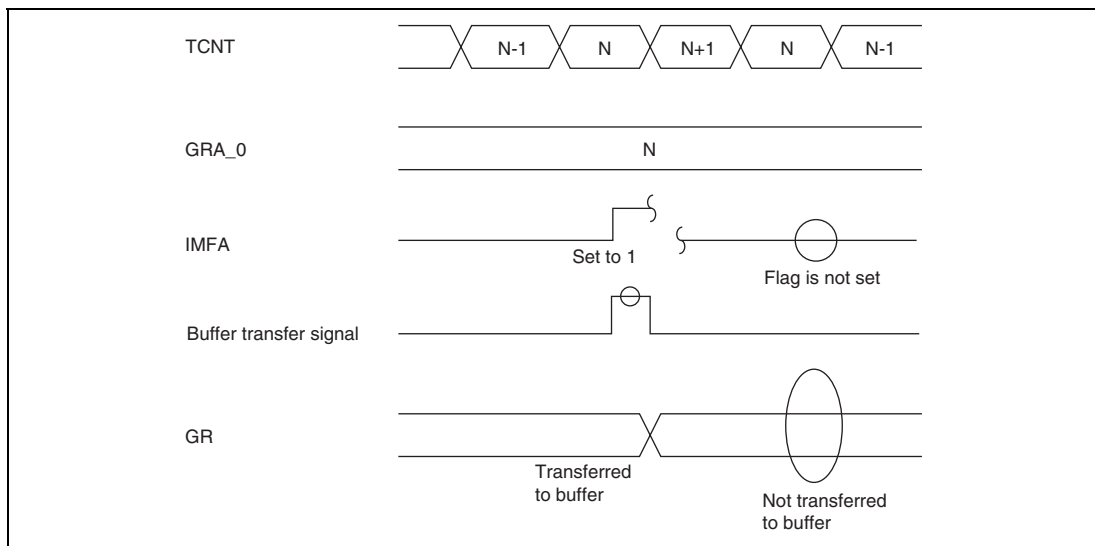 TCNT
N-1
N
N+1
N
N-1
GRA_0
N
IMFA
Set to 1
Flag is not set
Buffer transfer signal
GR
Transferred
to buffer
Not transferred
to buffer